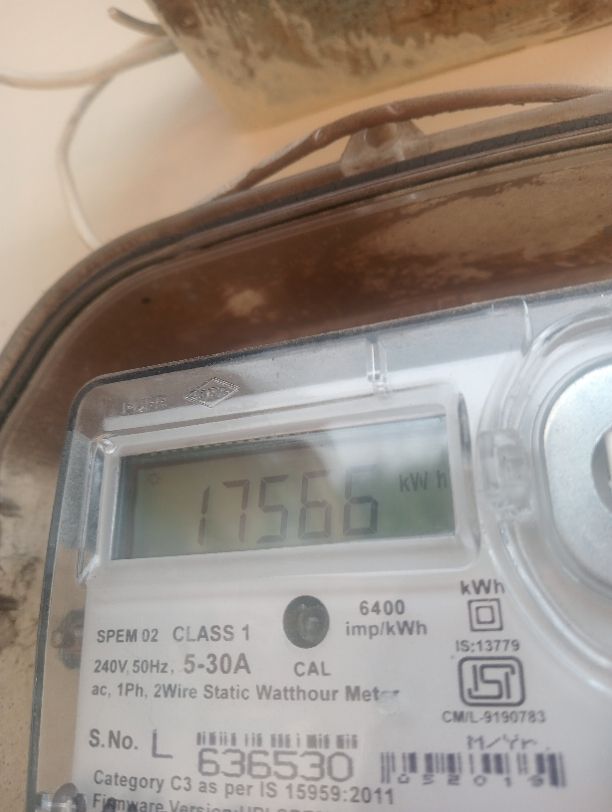 17566 kW h
6400
imp/kWh
kWh
SPEM 02 CLASS 1
CAL
IS:13779
240V, 50Hz, 5-30A
ac, 1Ph, 2Wire Static Watthour Meter
ISI
CM/L-9190783
S.No. L 636530
M/Yr.
052019
Category C3 as per IS 15959:2011
Firmware Version: